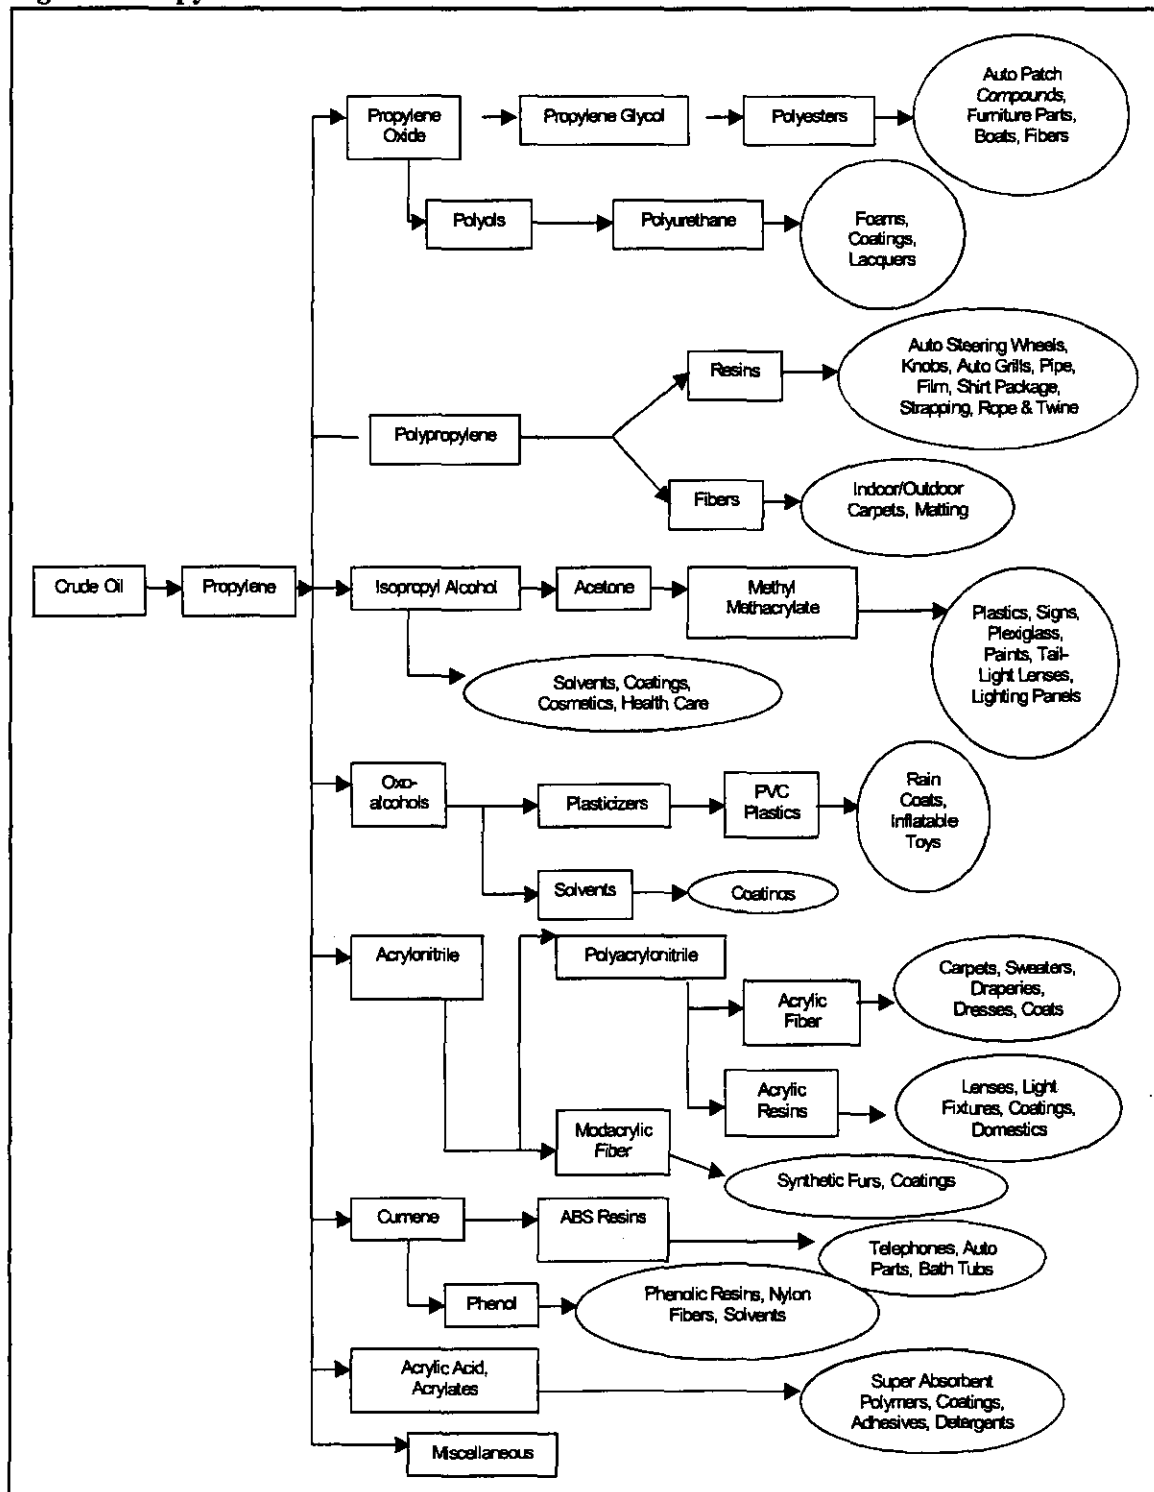 Auto Patch
Compounds,
Furniture Parts,
Boats, Fibers
Propylene
Oxide
Propylene Glycol
Polyesters
Polyols
Polyurethane
Foams,
Coatings,
Lacquers
Auto Steering Wheels,
Knobs, Auto Grills, Pipe,
Film, Shirt Package,
Strapping, Rope & Twine
Resins
Polypropylene
Fibers
Indoor/Outdoor
Carpets, Matting
Crude Oil
Propylene
Isopropyl Alcohol
Acetone
Methyl
Methacrylate
Plastics, Signs,
Plexiglass,
Paints, Tail-
Light Lenses,
Lighting Panels
Solvents, Coatings,
Cosmetics, Health Care
Oxo-
alcohols
Plasticizers
PVC
Plastics
Rain
Coats,
Inflatable
Toys
Solvents
Coatings
Acrylonitrile
Polyacrylonitrile
Acrylic
Fiber
Carpets, Sweaters,
Draperies,
Dresses, Coats
Acrylic
Resins
Lenses, Light
Fixtures, Coatings,
Domestics
Modacrylic
Fiber
Synthetic Furs, Coatings
Cumene
ABS Resins
Telephones, Auto
Parts, Bath Tubs
Phenol
Phenolic Resins, Nylon
Fibers, Solvents
Acrylic Acid,
Acrylates
Super Absorbent
Polymers, Coatings,
Adhesives, Detergents
Miscellaneous